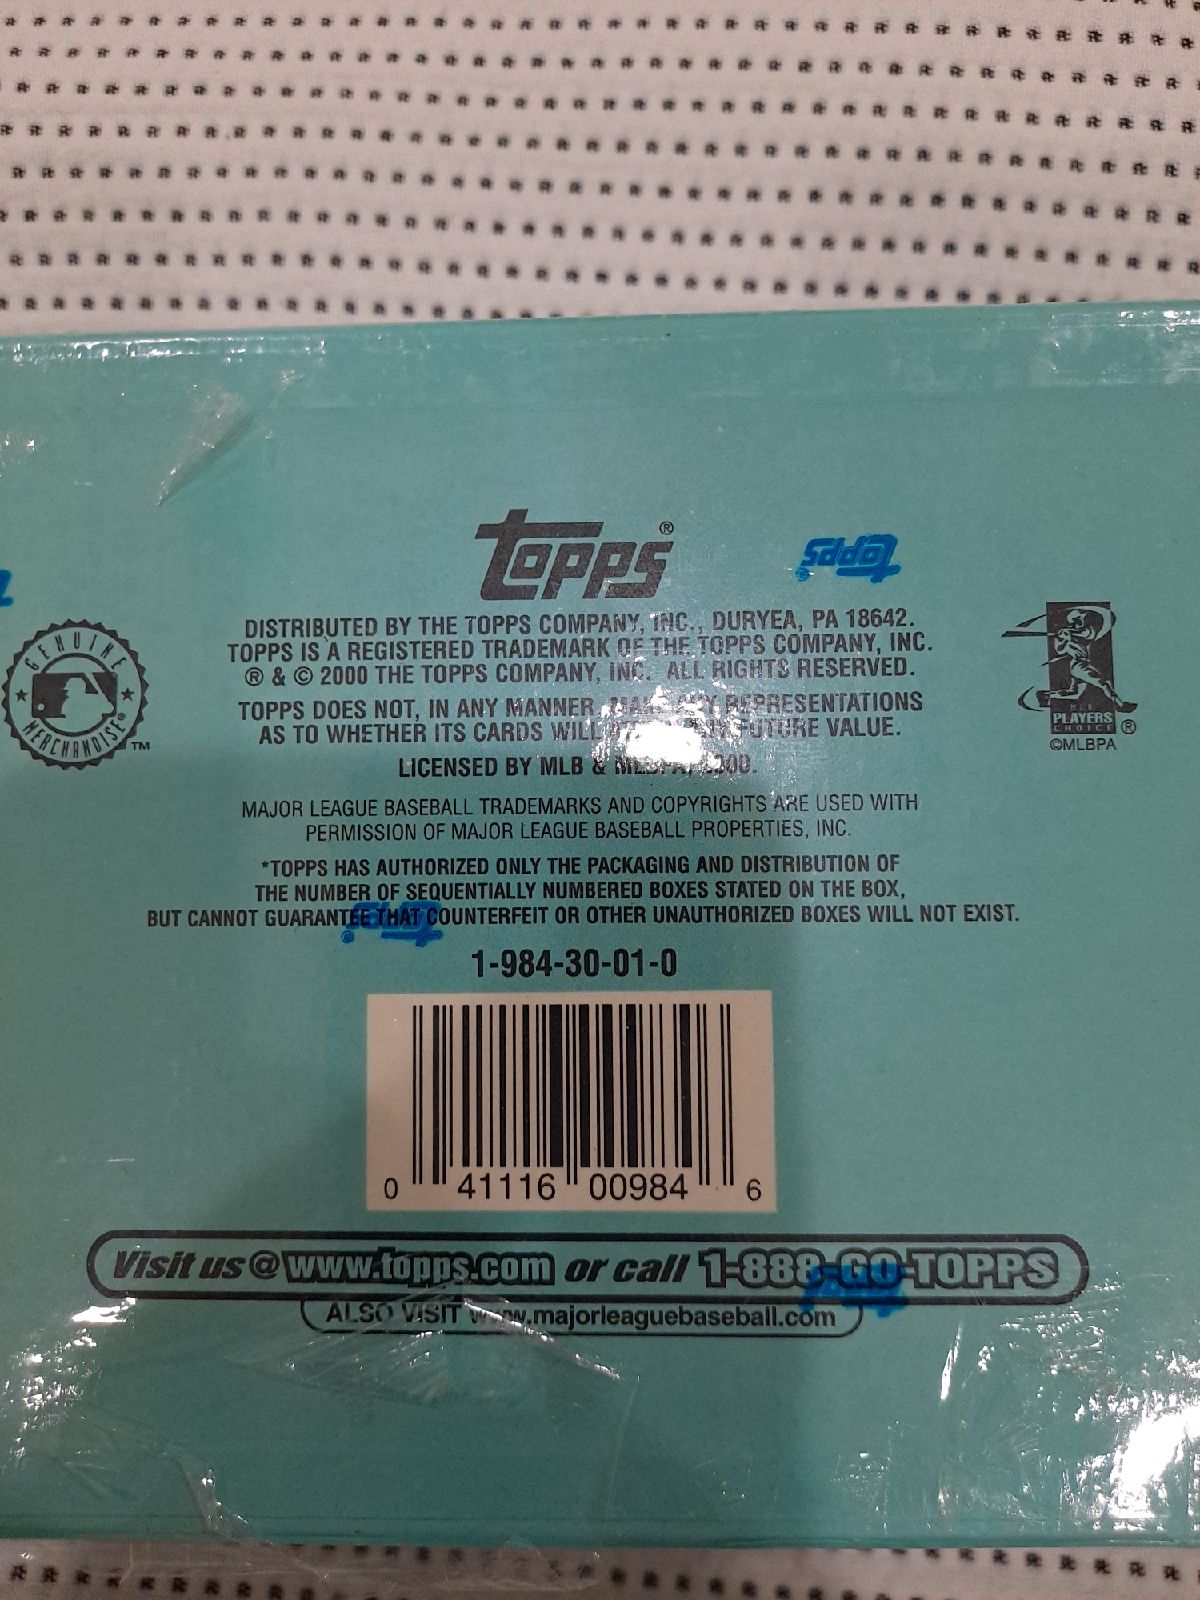 topps®
topps®
GENUINE
MERCHANDISE®
™
DISTRIBUTED BY THE TOPPS COMPANY, INC., DURYEA, PA 18642.
TOPPS IS A REGISTERED TRADEMARK OF THE TOPPS COMPANY, INC.
® & © 2000 THE TOPPS COMPANY, INC. ALL RIGHTS RESERVED.
TOPPS DOES NOT, IN ANY MANNER, REPRESENTATIONS
AS TO WHETHER ITS CARDS WILL FUTURE VALUE.
LICENSED BY MLB & MLBPA, 2000.
MLB
PLAYERS
CHOICE®
©MLBPA
MAJOR LEAGUE BASEBALL TRADEMARKS AND COPYRIGHTS ARE USED WITH
PERMISSION OF MAJOR LEAGUE BASEBALL PROPERTIES, INC.
*TOPPS HAS AUTHORIZED ONLY THE PACKAGING AND DISTRIBUTION OF
THE NUMBER OF SEQUENTIALLY NUMBERED BOXES STATED ON THE BOX,
BUT CANNOT GUARANTEE THAT COUNTERFEIT OR OTHER UNAUTHORIZED BOXES WILL NOT EXIST.
topps®
1-984-30-01-0
0 41116 00984 6
Visit us @ www.topps.com or call 1-888-GO-TOPPS
ALSO VISIT www.majorleaguebaseball.com